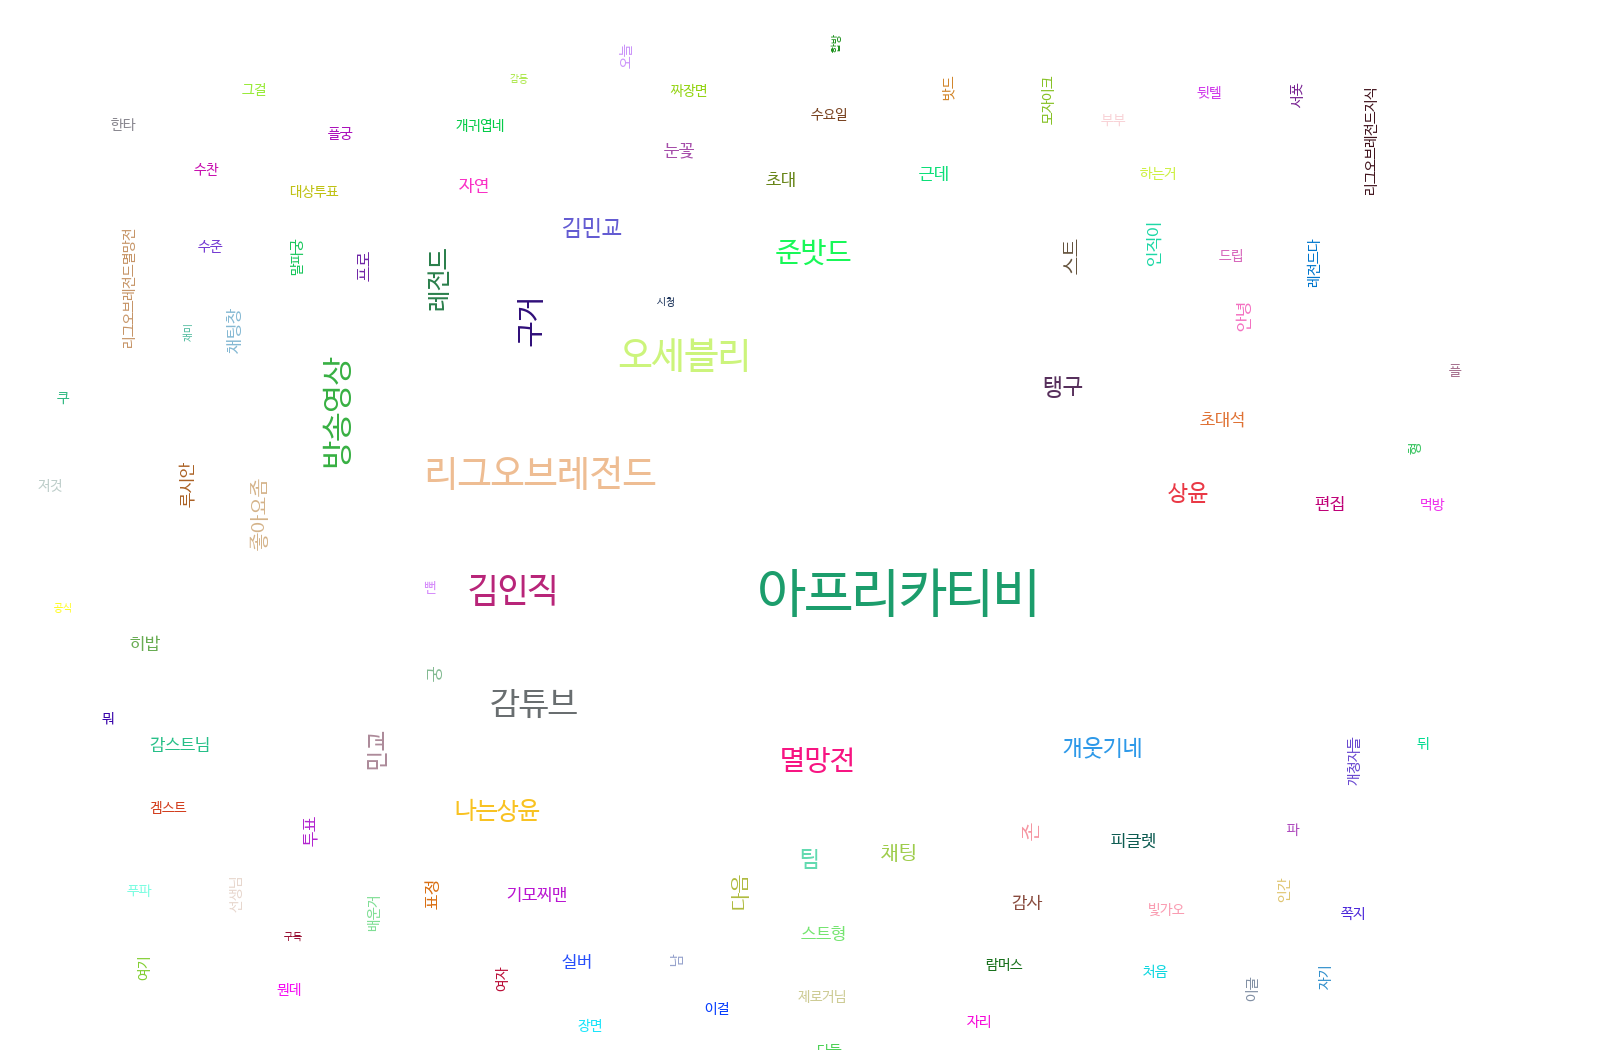 한방
오늘
갈등
그걸
짜장면
밧드
모자이크
뒷텔
서폿
리그오브레전드지식
한타
플궁
개귀엽네
수요일
부부
수찬
대상투표
자연
눈꽃
초대
근데
하는거
김민교
준밧드
리그오브레전드멸망전
수준
말파궁
프로
레전드
구거
시청
스트
인직이
드립
레전드다
안녕
재미
채팅창
방송영상
오세블리
탱구
플
쿠
초대석
형
저것
루시안
좋아요좀
리그오브레전드
상윤
편집
먹방
김인직
아프리카티비
공식
히밥
궁
감튜브
뭐
감스트님
민교
멸망전
개웃기네
개청자들
뒤
겜스트
투표
나는상윤
팀
채팅
존
피글렛
파
푸파
선생님
배운거
표정
기모찌맨
다음
감사
빛가오
인간
쪽지
구독
스트형
여기
뭔데
여자
실버
남
람머스
처음
이글
자기
제로거님
장면
이걸
자리